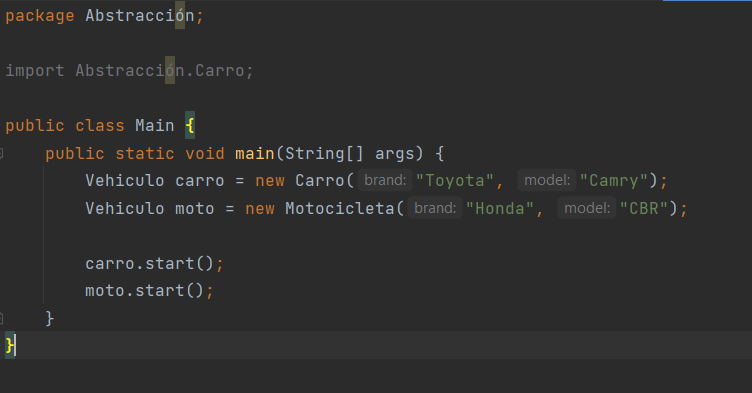 package Abstracción;
import Abstracción.Carro;
public class Main {
public static void main(String[] args) {
Vehiculo carro = new Carro( brand: "Toyota", model: "Camry");
Vehiculo moto = new Motocicleta( brand: "Honda", model: "CBR");
carro.start();
moto.start();
}
}